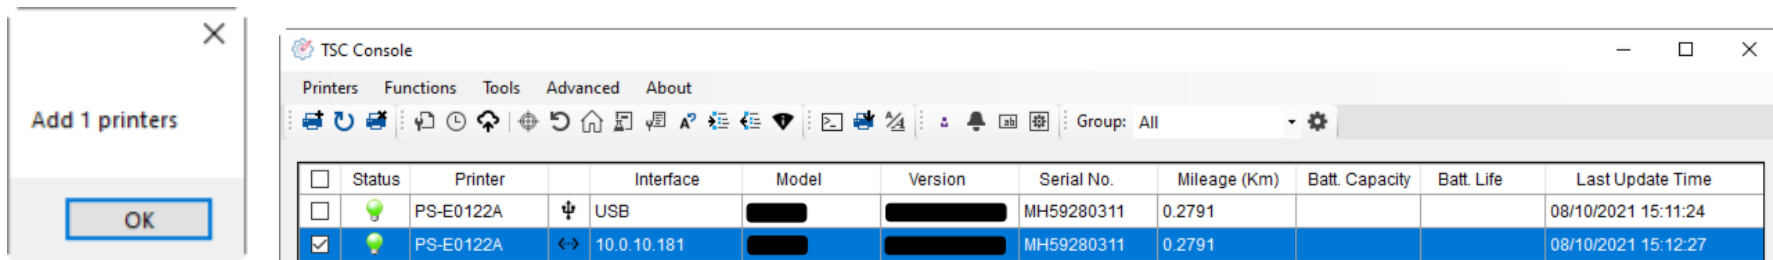 Add 1 printers
OK
TSC Console
Printers Functions Tools Advanced About
Group: All
Status Printer Interface Model Version Serial No. Mileage (Km) Batt. Capacity Batt. Life Last Update Time
PS-E0122A USB MH59280311 0.2791 08/10/2021 15:11:24
PS-E0122A 10.0.10.181 MH59280311 0.2791 08/10/2021 15:12:27